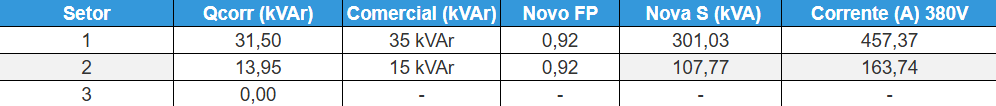 Setor Qcorr (kVAr) Comercial (kVAr) Novo FP Nova S (kVA) Corrente (A) 380V
1 31,50 35 kVAr 0,92 301,03 457,37
2 13,95 15 kVAr 0,92 107,77 163,74
3 0,00 - - - -